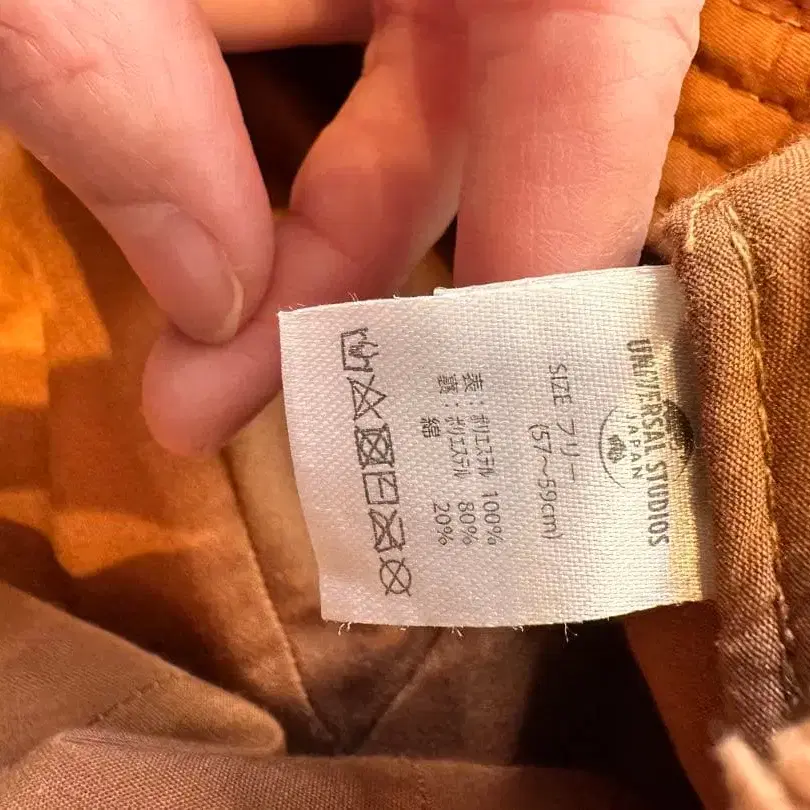 UNIVERSAL STUDIOS
JAPAN
SIZE フリー
(57～59cm)
表：ポリエステル 100%
裏：ポリエステル 80%
綿 20%